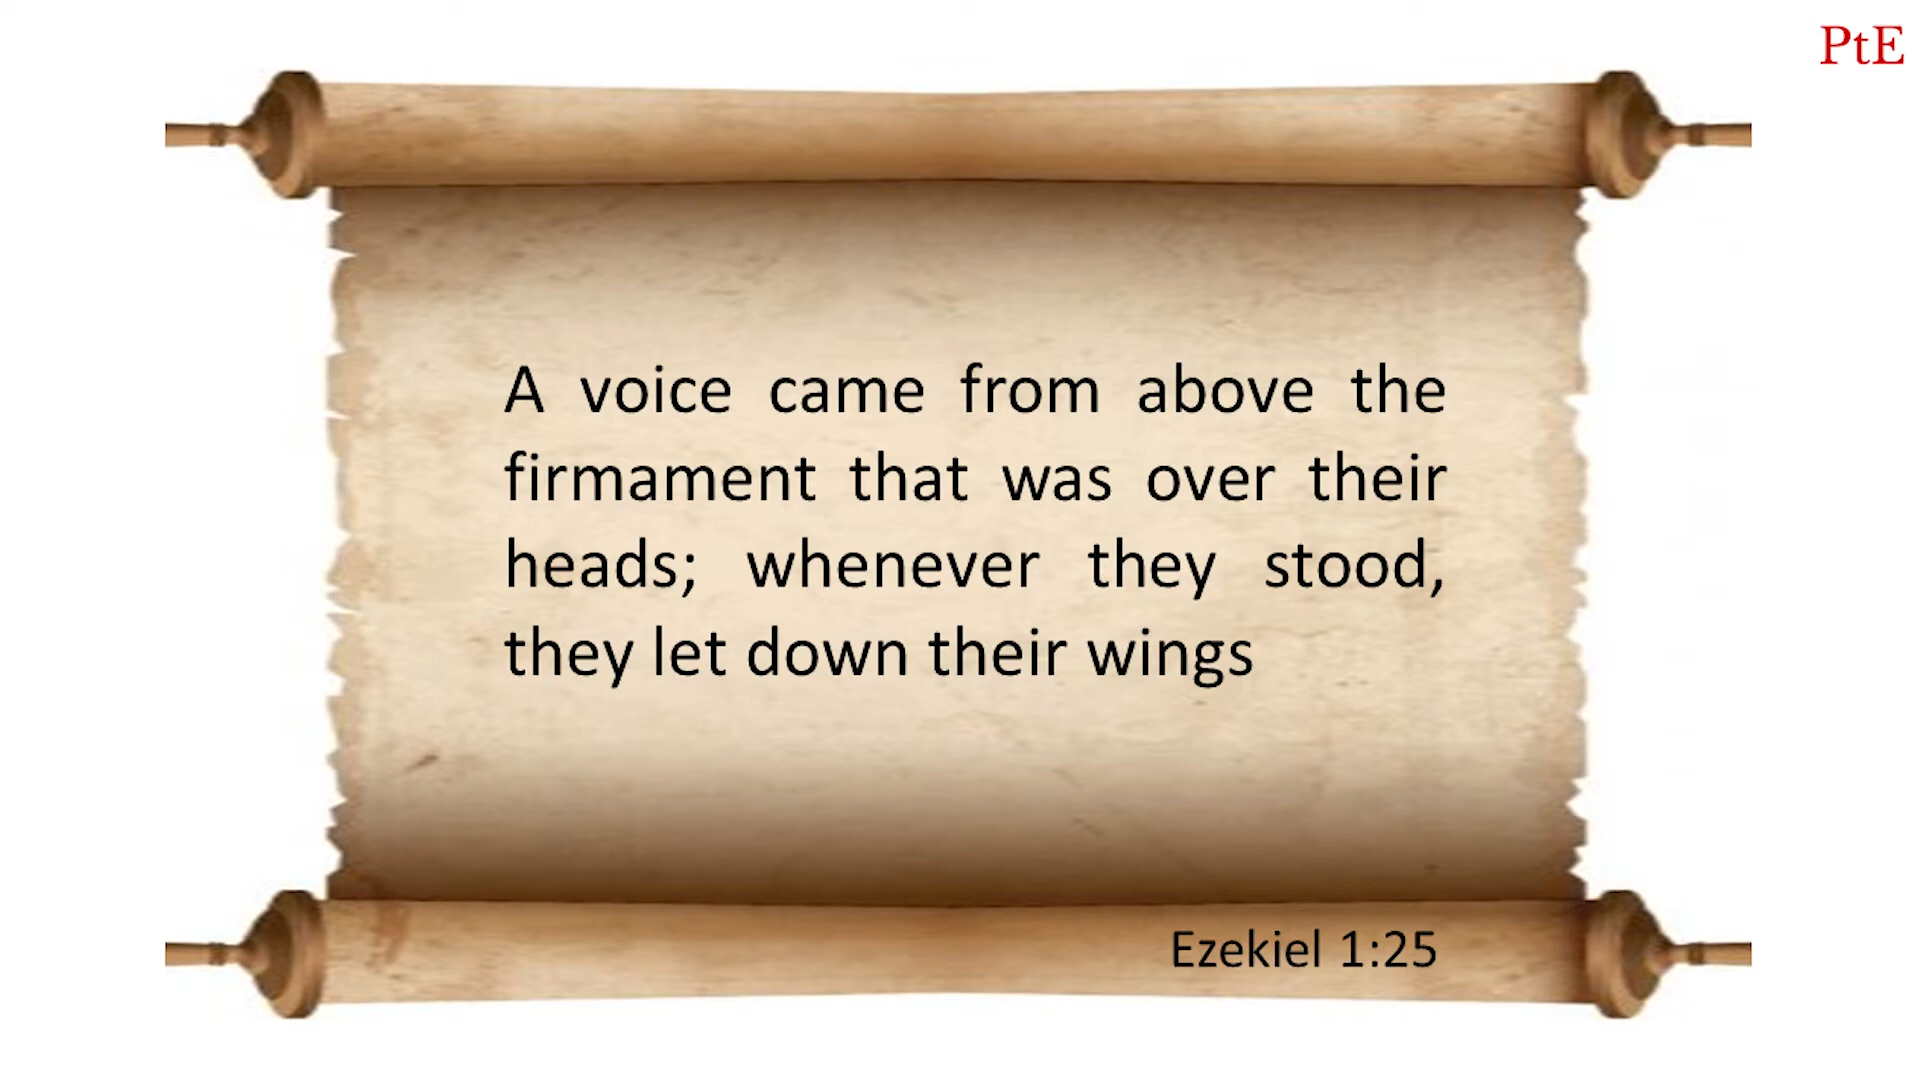 PtE
A voice came from above the
firmament that was over their
heads; whenever they stood,
they let down their wings
Ezekiel 1:25